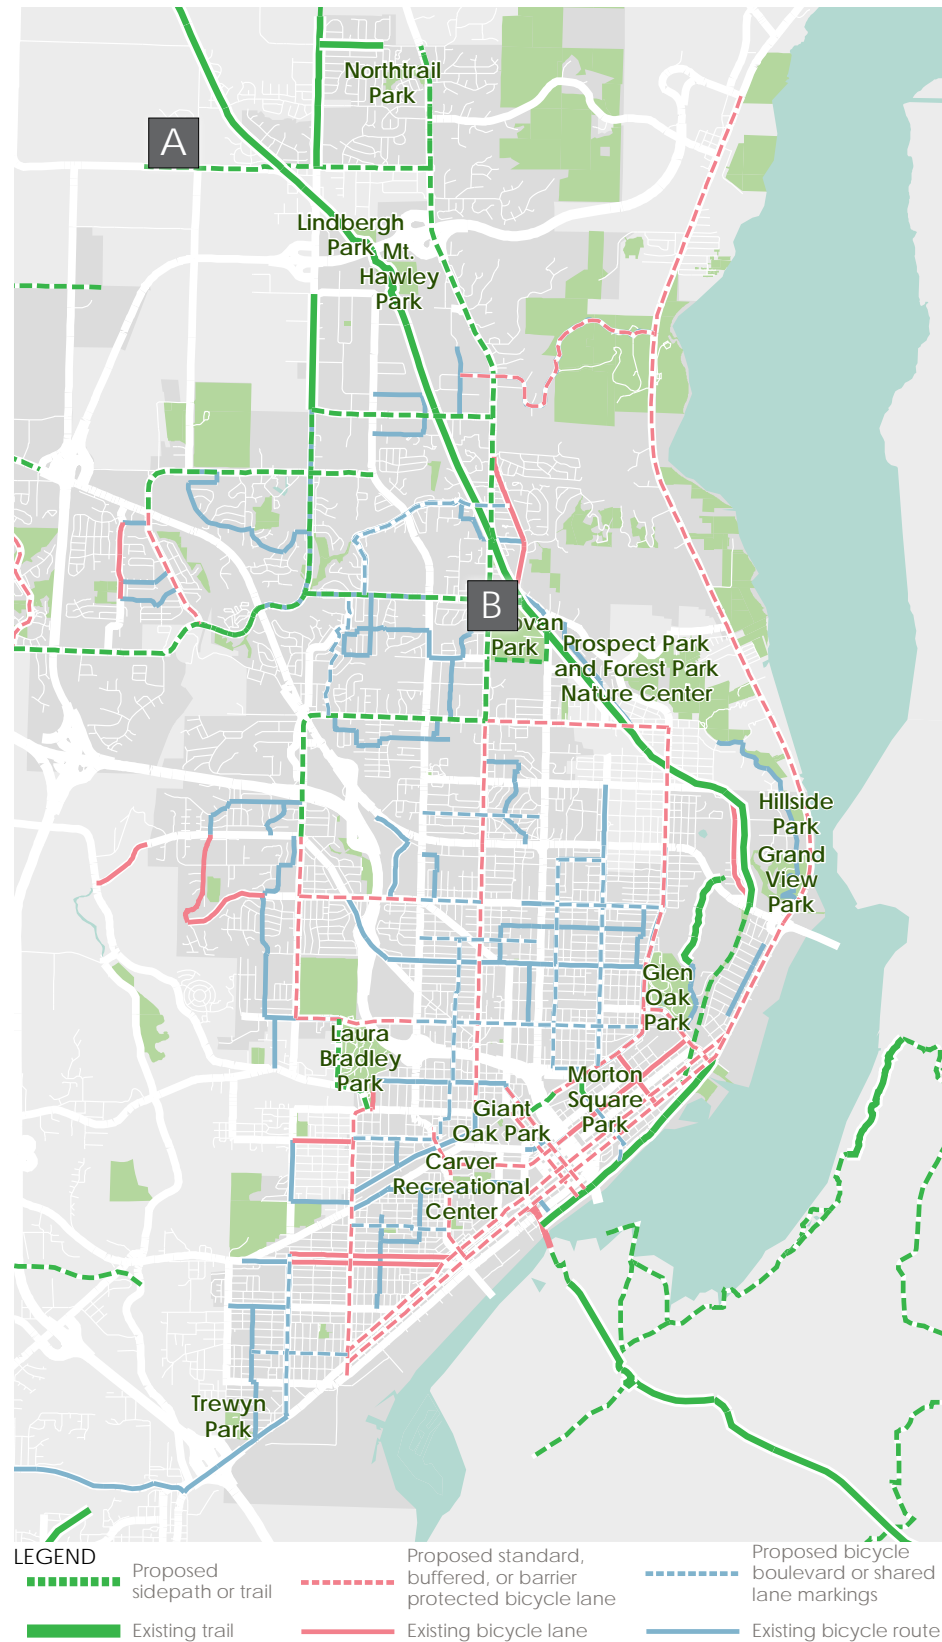 Northtrail
Park
A
Lindbergh
Park
Mt.
Hawley
Park
B
ovan
Park
Prospect Park
and Forest Park
Nature Center
Hillside
Park
Grand
View
Park
Glen
Oak
Park
Laura
Bradley
Park
Morton
Square
Park
Giant
Oak Park
Carver
Recreational
Center
Trewyn
Park
LEGEND
Proposed
sidepath or trail
Proposed standard,
buffered, or barrier
protected bicycle lane
Proposed bicycle
boulevard or shared
lane markings
Existing trail
Existing bicycle lane
Existing bicycle route